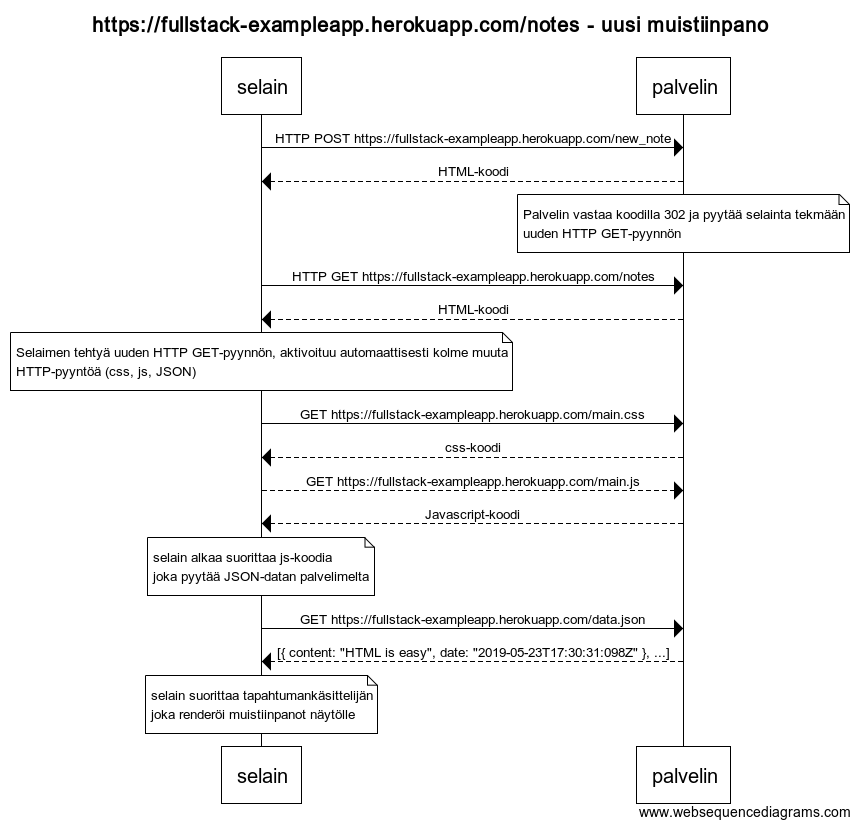 https://fullstack-exampleapp.herokuapp.com/notes - uusi muistiinpano
selain
palvelin
HTTP POST https://fullstack-exampleapp.herokuapp.com/new_note
HTML-koodi
Palvelin vastaa koodilla 302 ja pyytää selainta tekmään
uuden HTTP GET-pyynnön
HTTP GET https://fullstack-exampleapp.herokuapp.com/notes
HTML-koodi
Selaimen tehtyä uuden HTTP GET-pyynnön, aktivoituu automaattisesti kolme muuta
HTTP-pyyntöä (css, js, JSON)
GET https://fullstack-exampleapp.herokuapp.com/main.css
css-koodi
GET https://fullstack-exampleapp.herokuapp.com/main.js
Javascript-koodi
selain alkaa suorittaa js-koodia
joka pyytää JSON-datan palvelimelta
GET https://fullstack-exampleapp.herokuapp.com/data.json
[{ content: "HTML is easy", date: "2019-05-23T17:30:31:098Z" }, ...]
selain suorittaa tapahtumankäsittelijän
joka renderöi muistiinpanot näytölle
selain
palvelin
www.websequencediagrams.com